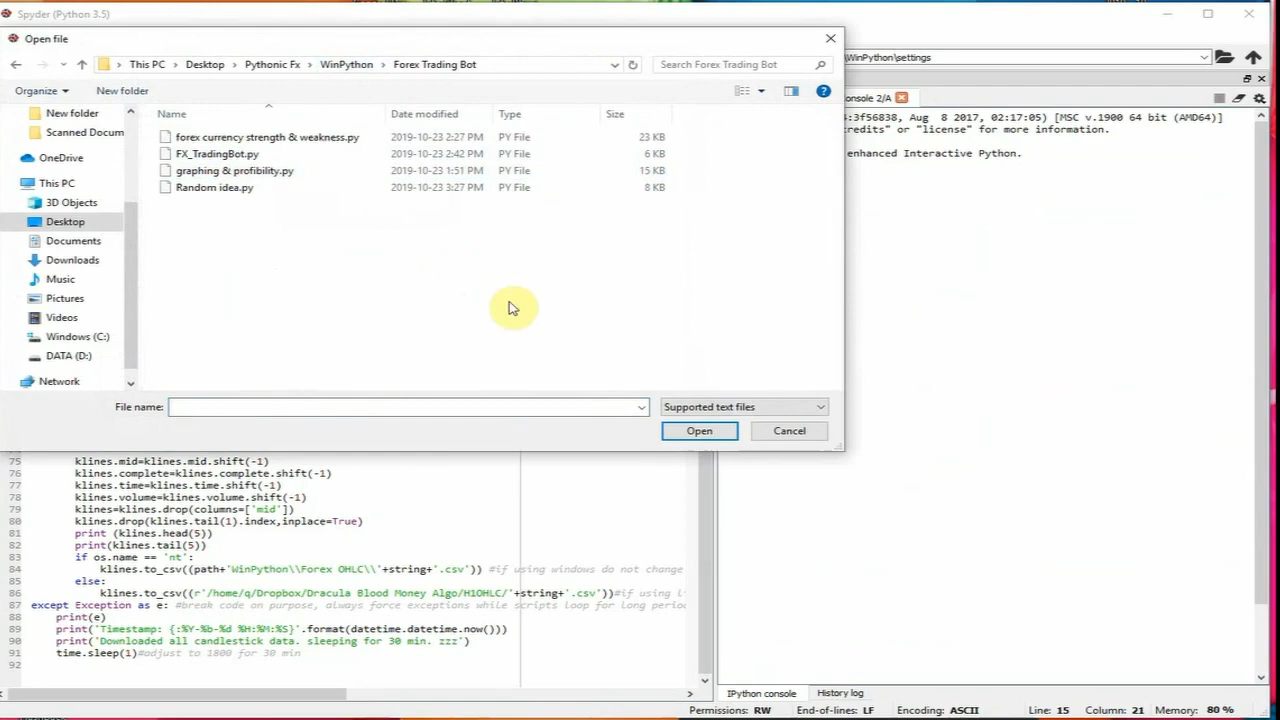 Spyder (Python 3.5)
Open file
This PC > Desktop > Pythonic Fx > WinPython > Forex Trading Bot
Search Forex Trading Bot
\WinPython\settings
Organize
New folder
onsole 2/A
Name Date modified Type Size
New folder
Scanned Docum
OneDrive
This PC
3D Objects
Desktop
Documents
Downloads
Music
Pictures
Videos
Windows (C:)
DATA (D:)
Network
forex currency strength & weakness.py 2019-10-23 2:27 PM PY File 23 KB
FX_TradingBot.py 2019-10-23 2:42 PM PY File 6 KB
graphing & profibility.py 2019-10-23 1:51 PM PY File 15 KB
Random idea.py 2019-10-23 3:27 PM PY File 8 KB
4:3f56838, Aug 8 2017, 02:17:05) [MSC v.1900 64 bit (AMD64)]
redits" or "license" for more information.
enhanced Interactive Python.
File name:
Supported text files
Open
Cancel
75 klines.mid=klines.mid.shift(-1)
76 klines.complete=klines.complete.shift(-1)
77 klines.time=klines.time.shift(-1)
78 klines.volume=klines.volume.shift(-1)
79 klines=klines.drop(columns=['mid'])
80 klines.drop(klines.tail(1).index,inplace=True)
81 print (klines.head(5))
82 print(klines.tail(5))
83 if os.name == 'nt':
84 klines.to_csv((path+'WinPython\\Forex OHLC\\'+string+'.csv')) #if using windows do not change
85 else:
86 klines.to_csv((r'/home/q/Dropbox/Dracula Blood Money Algo/H1OHLC/'+string+'.csv'))#if using
87 except Exception as e: #break code on purpose, always force exceptions while scripts loop for long perio
88 print(e)
89 print('Timestamp: {:%Y-%b-%d %H:%M:%S}'.format(datetime.datetime.now()))
90 print('Downloaded all candlestick data. sleeping for 30 min. zzz')
91 time.sleep(1)#adjust to 1800 for 30 min
92
IPython console
History log
Permissions: RW End-of-lines: LF Encoding: ASCII Line: 15 Column: 21 Memory: 80 %